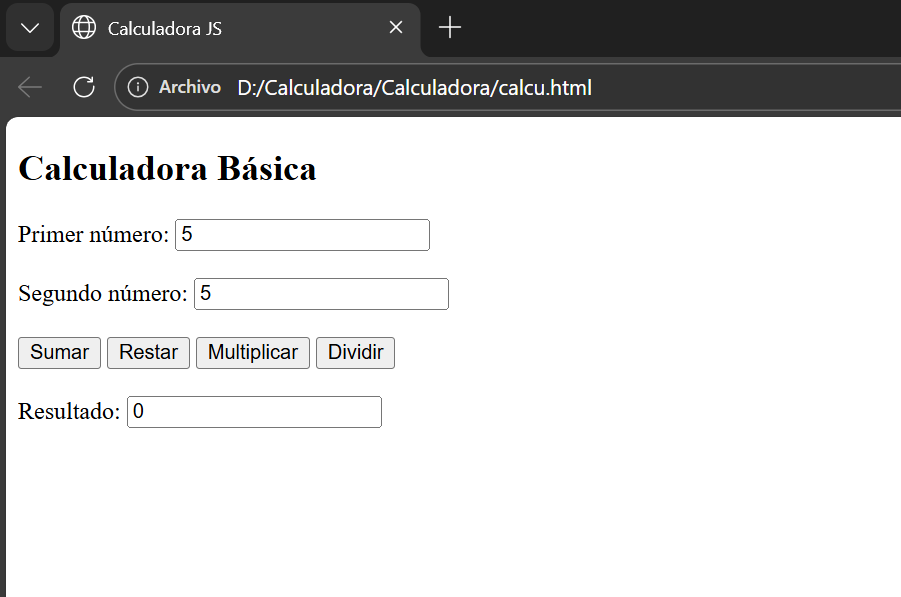 Calculadora JS
Archivo D:/Calculadora/Calculadora/calcu.html
Calculadora Básica
Primer número: 5
Segundo número: 5
Sumar Restar Multiplicar Dividir
Resultado: 0